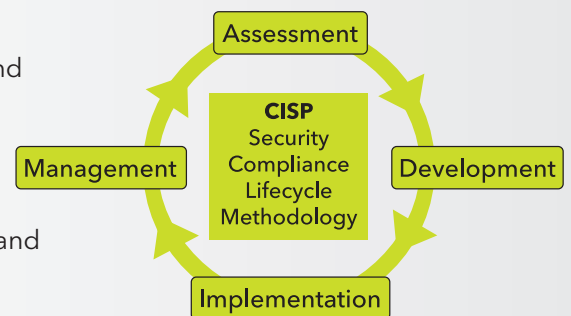 Assessment
nd
CISP
Security
Compliance
Lifecycle
Methodology
Management
Development
and
Implementation